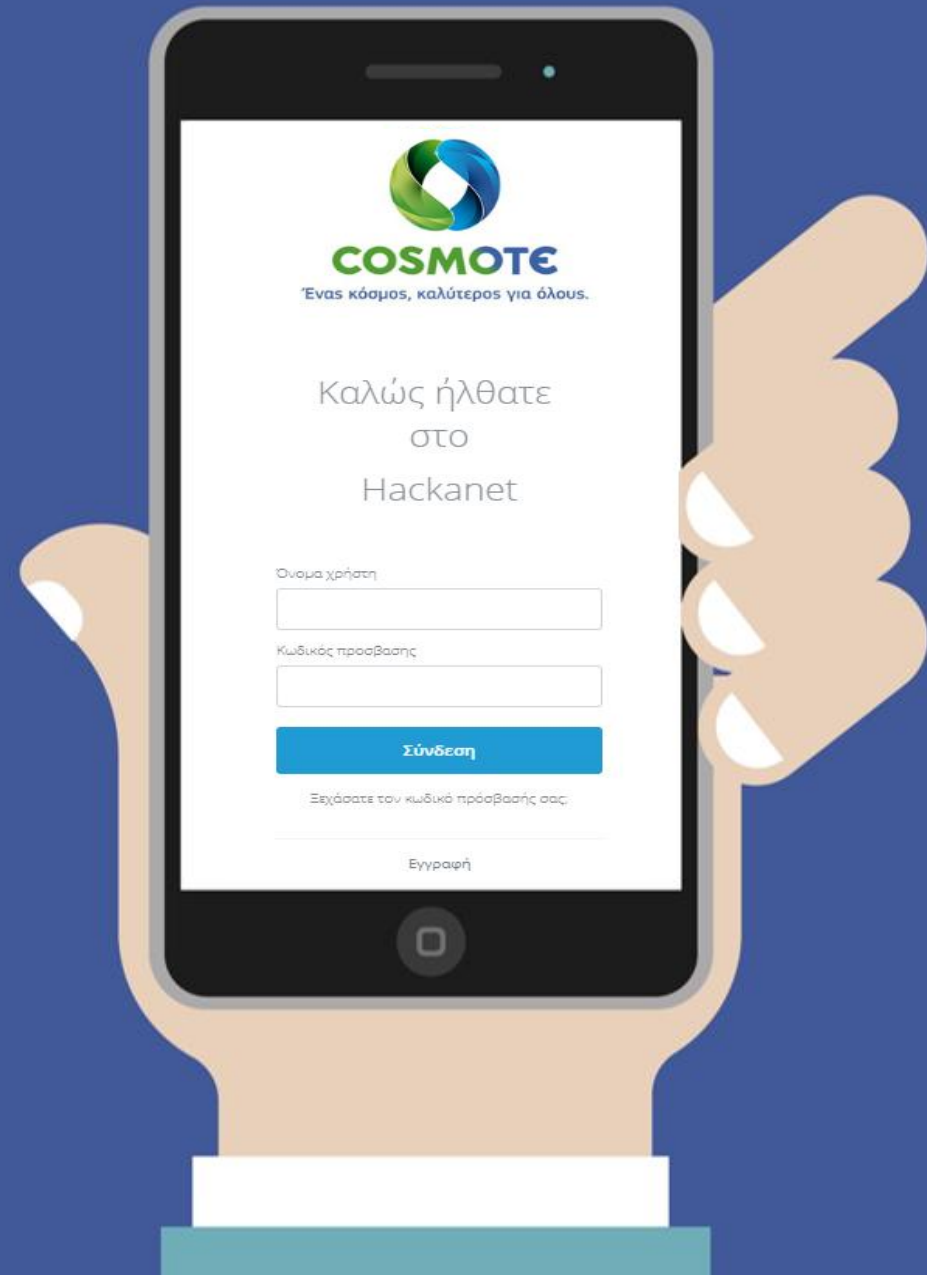 COSMOTE
Ένας κόσμος, καλύτερος για όλους.
Καλώς ήλθατε
στο
Hackanet
Όνομα χρήστη
Κωδικός προσβασης
Σύνδεση
Ξεχάσατε τον κωδικό πρόσβασής σας;
Εγγραφή